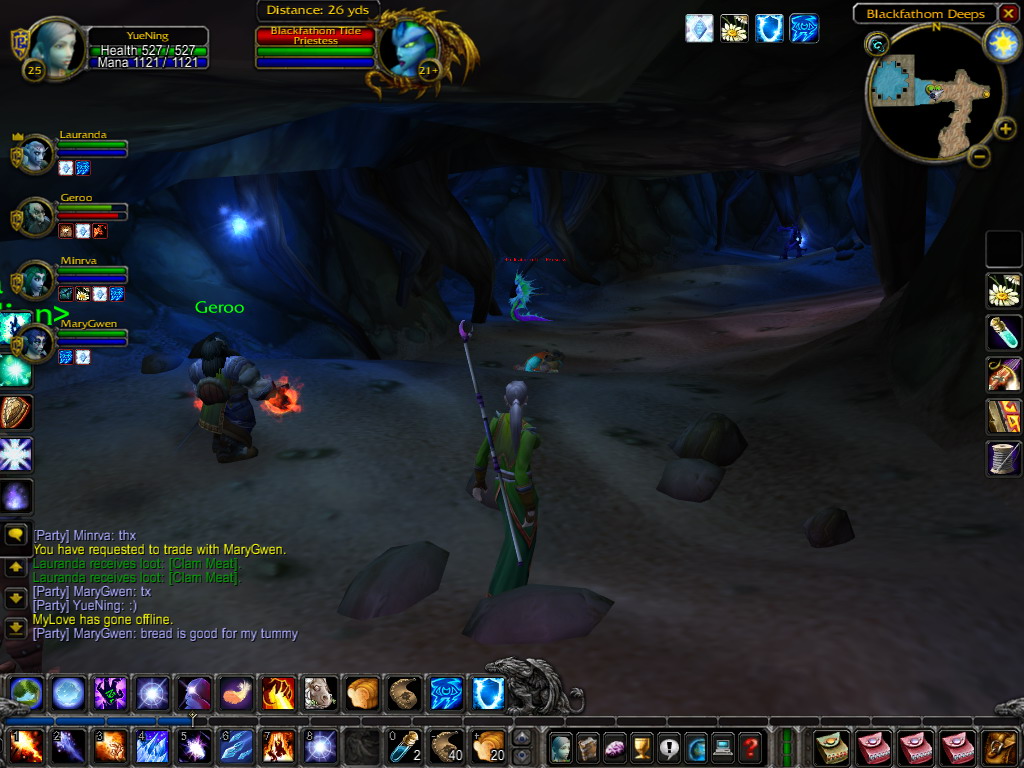 Distance: 26 yds
YueNing
Health 527 / 527
Mana 1121 / 1121
25
Blackfathom Tide
Priestess
21+
Blackfathom Deeps
N
Lauranda
Geroo
Minrva
MaryGwen
n>
Geroo
[Party] Minrva: thx
You have requested to trade with MaryGwen.
Lauranda receives loot: [Clam Meat].
Lauranda receives loot: [Clam Meat].
[Party] MaryGwen: tx
[Party] YueNing: :)
MyLove has gone offline.
[Party] MaryGwen: bread is good for my tummy
1 2 3 4 5 6 7 8 0 2 40 20